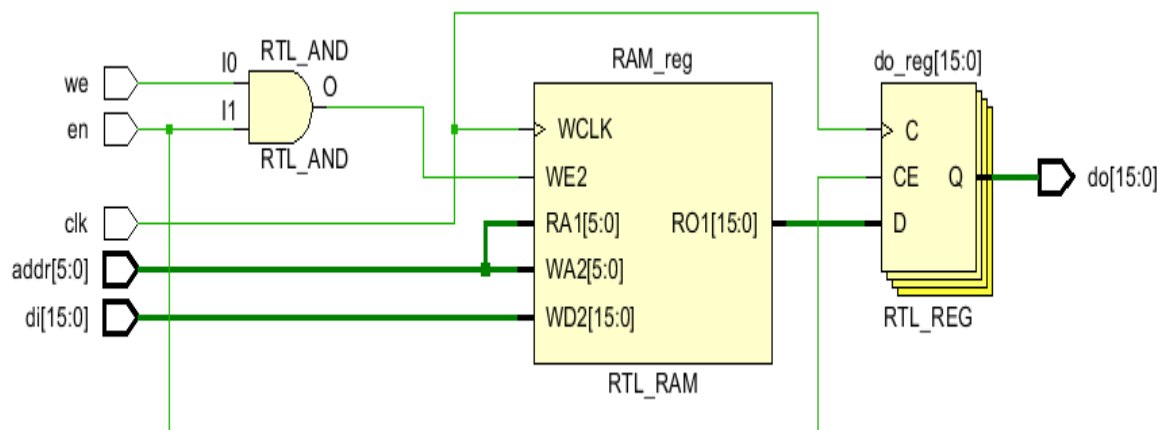 we
en
clk
addr[5:0]
di[15:0]
RTL_AND
I0
I1
O
RTL_AND
RAM_reg
WCLK
WE2
RA1[5:0]
WA2[5:0]
WD2[15:0]
RO1[15:0]
RTL_RAM
do_reg[15:0]
C
CE
D
Q
RTL_REG
do[15:0]